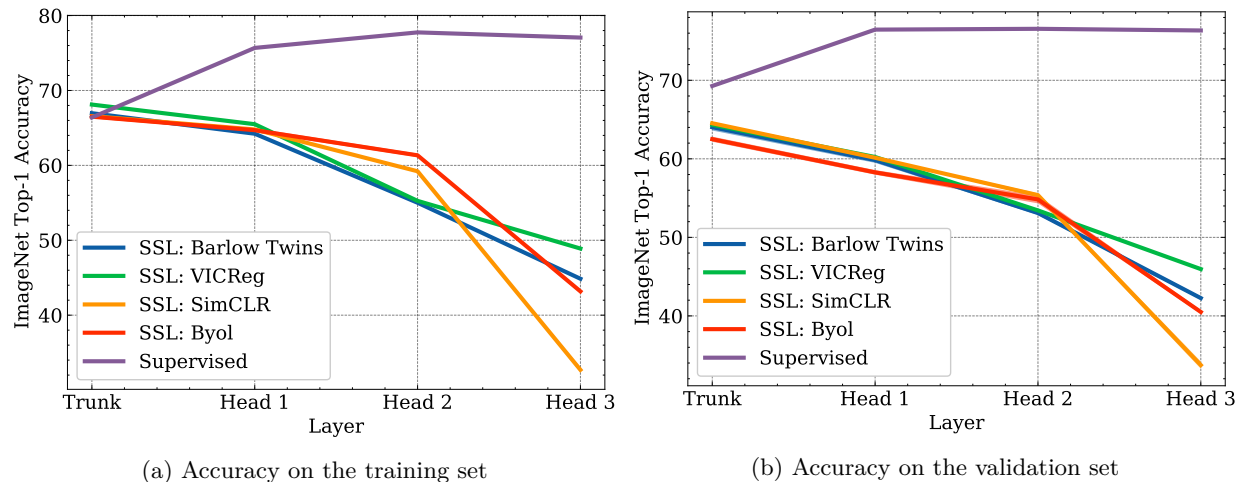 80
70
60
50
40
ImageNet Top-1 Accuracy
SSL: Barlow Twins
SSL: VICReg
SSL: SimCLR
SSL: Byol
Supervised
Trunk Head 1 Head 2 Head 3
Layer
(a) Accuracy on the training set
70
60
50
40
ImageNet Top-1 Accuracy
SSL: Barlow Twins
SSL: VICReg
SSL: SimCLR
SSL: Byol
Supervised
Trunk Head 1 Head 2 Head 3
Layer
(b) Accuracy on the validation set